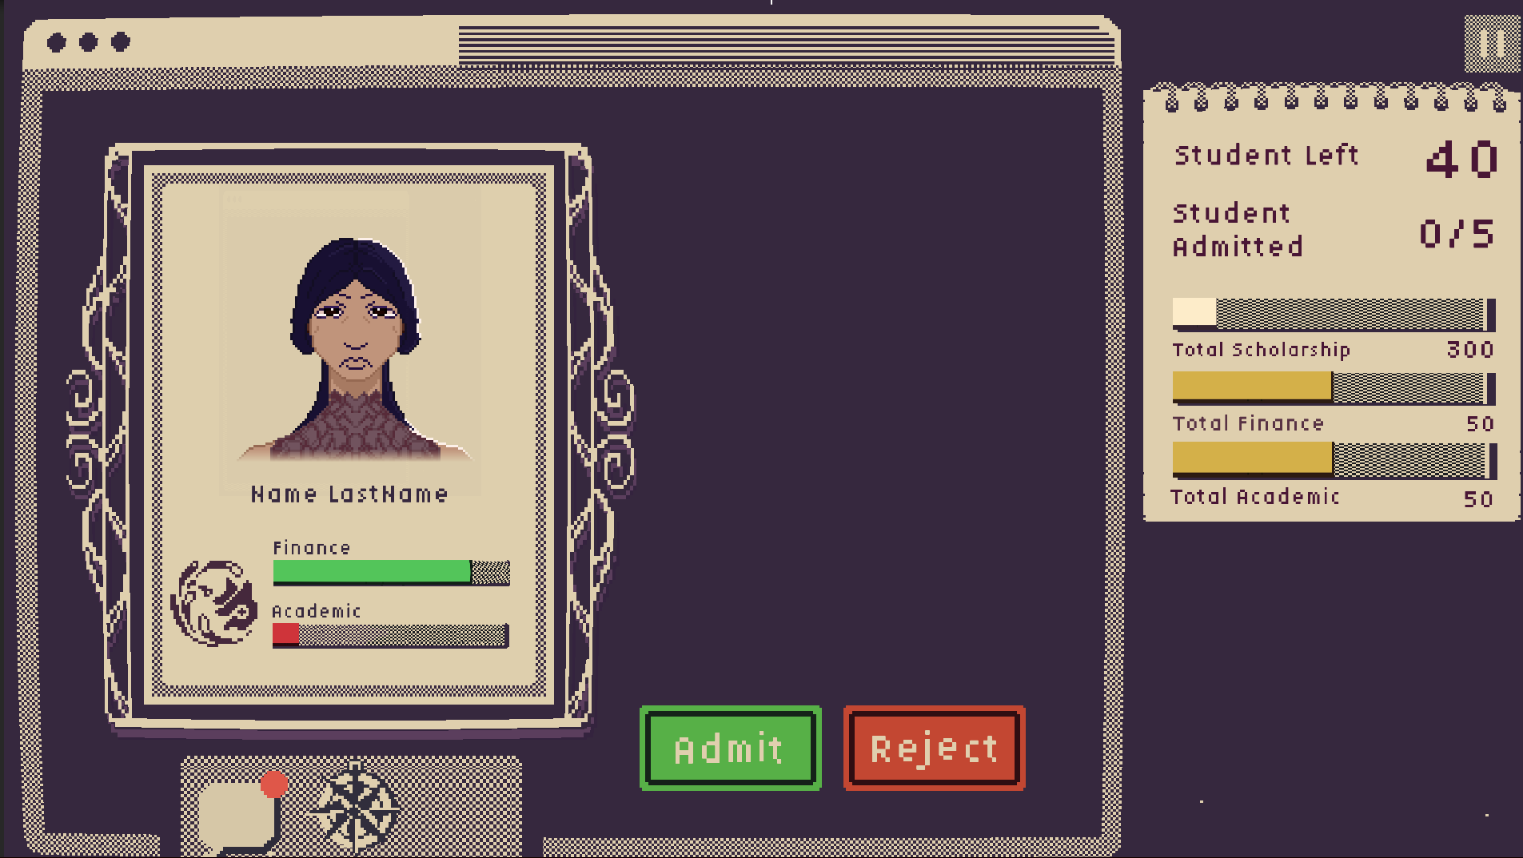 Student Left 40
Student
Admitted 0/5
Total Scholarship 300
Total Finance 50
Total Academic 50
Name LastName
Finance
Academic
Admit
Reject